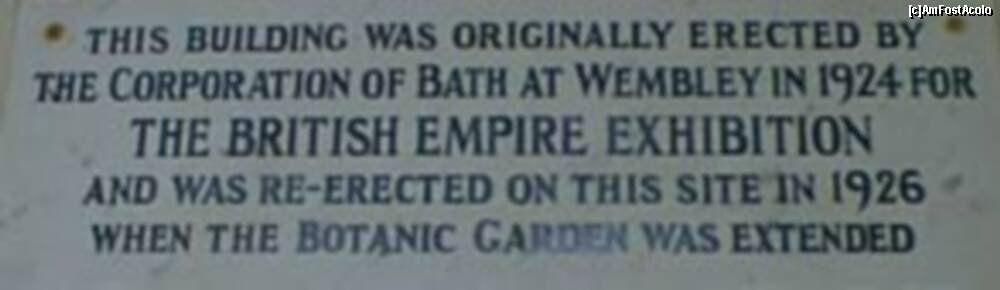 [c]AmFostAcolo
THIS BUILDING WAS ORIGINALLY ERECTED BY
THE CORPORATION OF BATH AT WEMBLEY IN 1924 FOR
THE BRITISH EMPIRE EXHIBITION
AND WAS RE-ERECTED ON THIS SITE IN 1926
WHEN THE BOTANIC GARDEN WAS EXTENDED